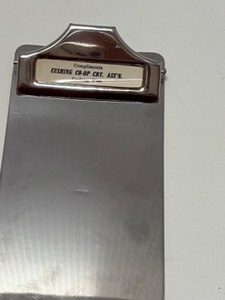 Compliments
CUSHING CO-OP CRY. ASS'N.